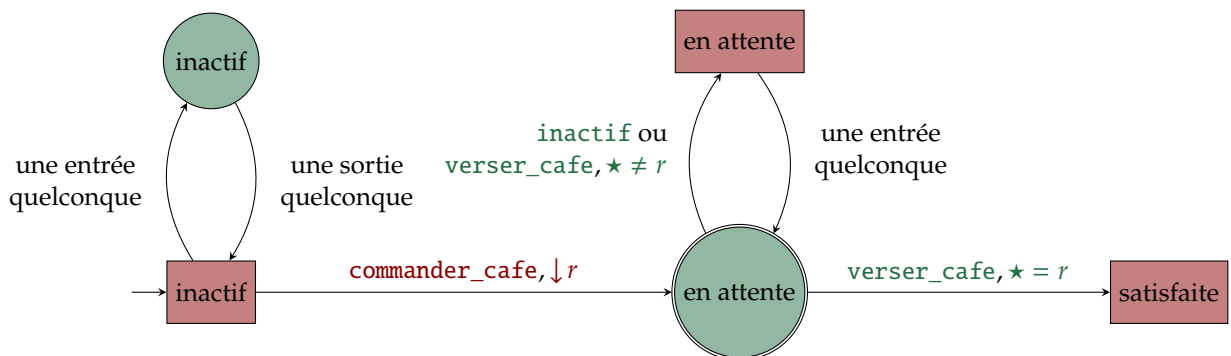 inactif
en attente
une entrée
quelconque
une sortie
quelconque
inactif ou
verser_cafe, ★ ≠ r
une entrée
quelconque
inactif
commander_cafe, ↓ r
en attente
verser_cafe, ★ = r
satisfaite